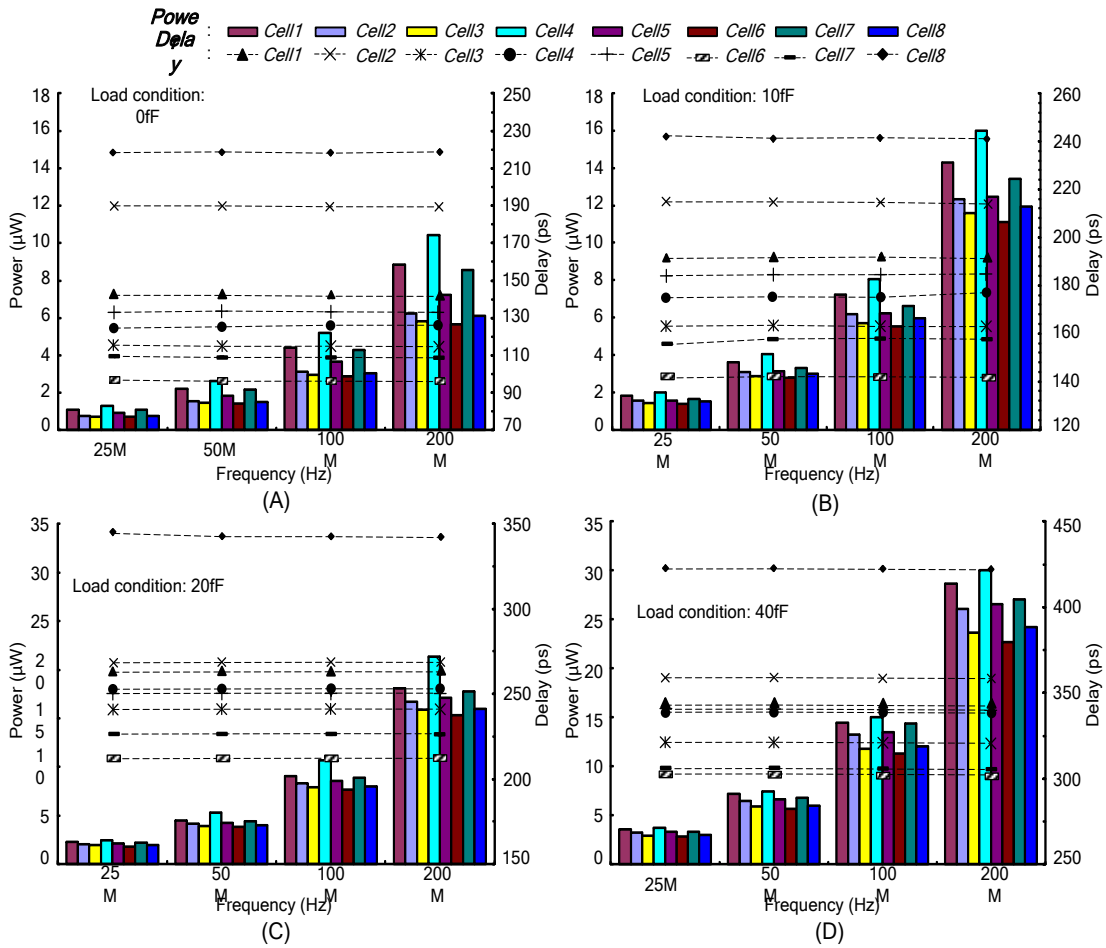 Powe : Cell1 Cell2 Cell3 Cell4 Cell5 Cell6 Cell7 Cell8
Dela
r
y : Cell1 Cell2 Cell3 Cell4 Cell5 Cell6 Cell7 Cell8
Load condition:
0fF
Power (µW)
18
16
14
12
10
8
6
4
2
0
250
230
210
190
170
150
130
110
90
70
Delay (ps)
25M 50M 100
M 200
M
Frequency (Hz)
(A)
Load condition: 10fF
Power (µW)
18
16
14
12
10
8
6
4
2
0
260
240
220
200
180
160
140
120
Delay (ps)
25
M 50
M 100
M 200
M
Frequency (Hz)
(B)
Load condition: 20fF
Power (µW)
35
30
25
2
0
1
5
1
0
5
0
350
300
250
200
150
Delay (ps)
25
M 50
M 100
M 200
M
Frequency (Hz)
(C)
Load condition: 40fF
Power (µW)
35
30
25
20
15
10
5
0
450
400
350
300
250
Delay (ps)
25M 50
M 100
M 200
M
Frequency (Hz)
(D)